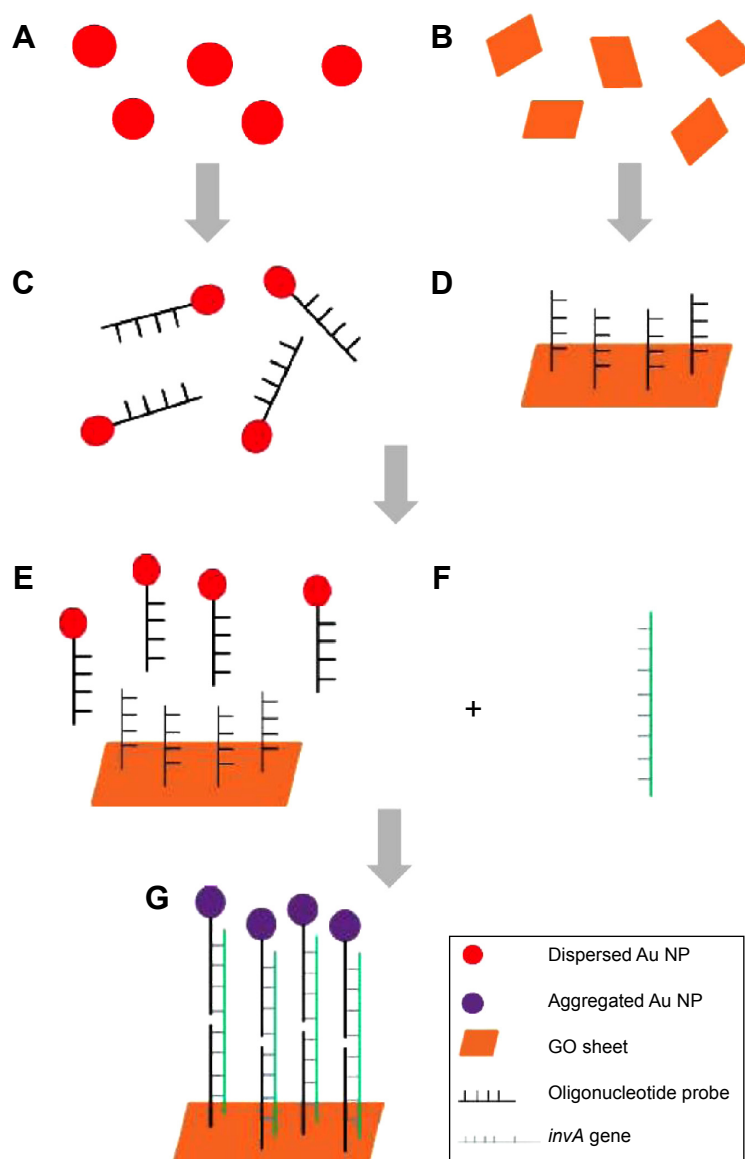 A
B
C
D
E
F
+
G
Dispersed Au NP
Aggregated Au NP
GO sheet
Oligonucleotide probe
invA gene